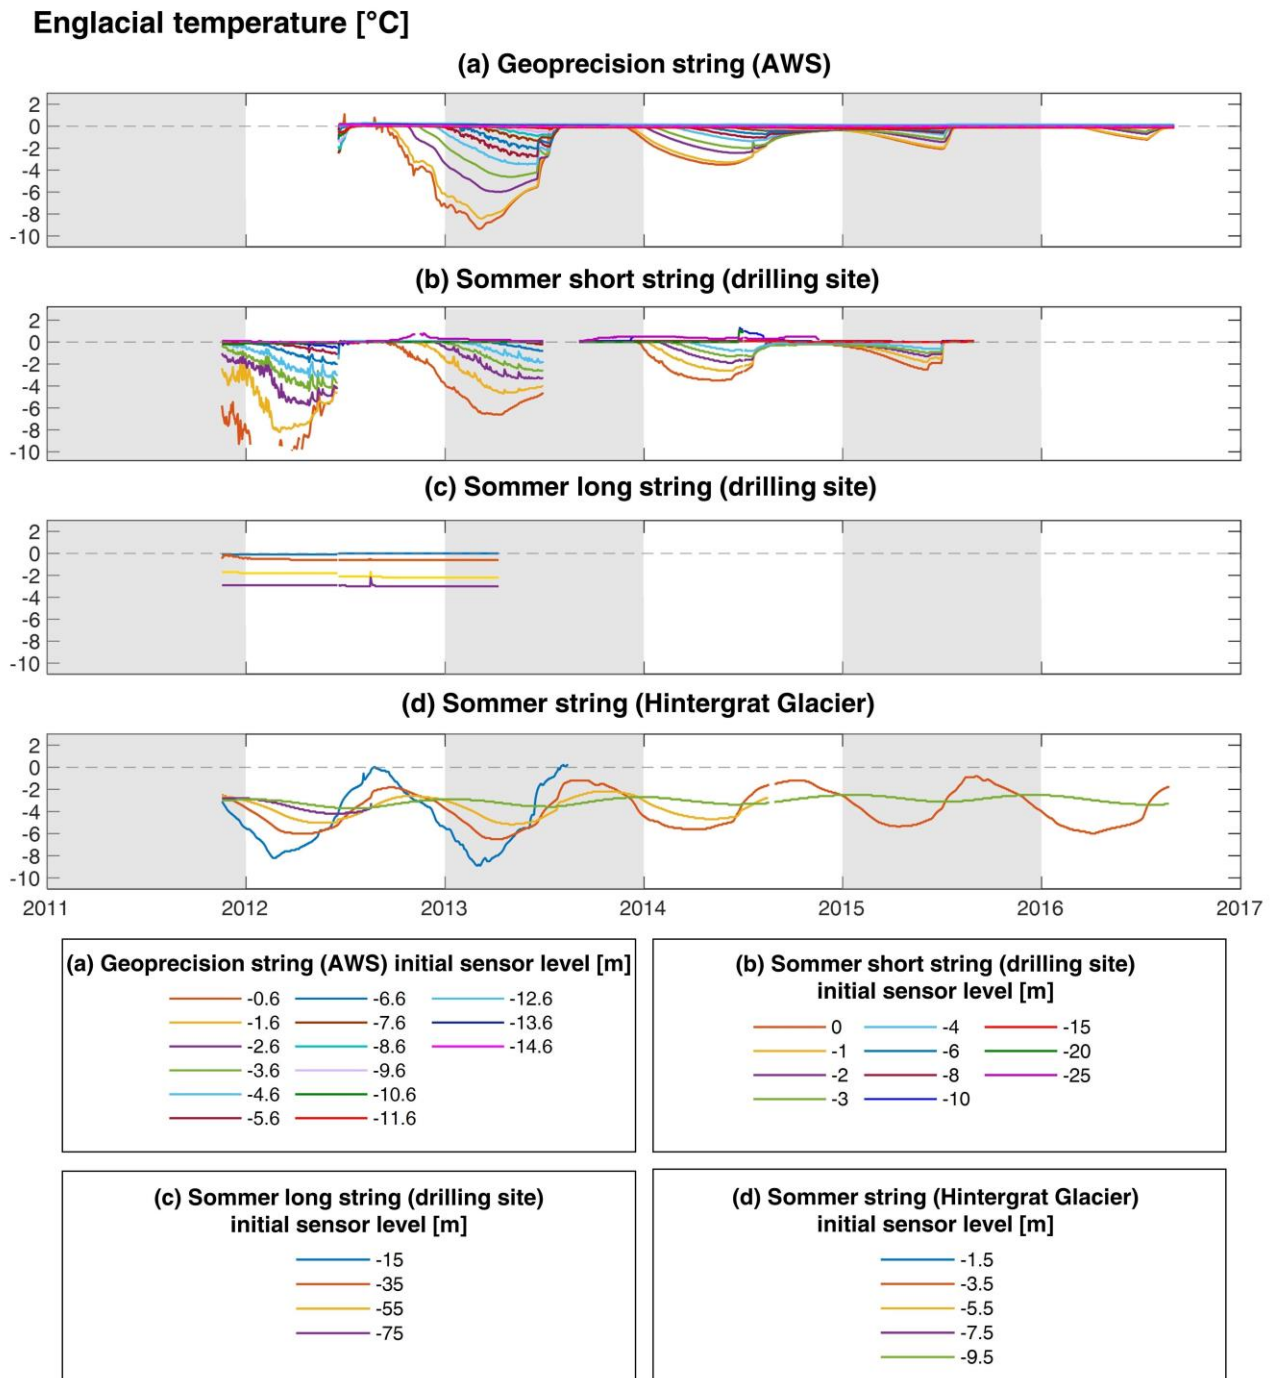 Englacial temperature [°C]
(a) Geoprecision string (AWS)
2
0
-2
-4
-6
-8
-10
(b) Sommer short string (drilling site)
2
0
-2
-4
-6
-8
-10
(c) Sommer long string (drilling site)
2
0
-2
-4
-6
-8
-10
(d) Sommer string (Hintergrat Glacier)
2
0
-2
-4
-6
-8
-10
2011 2012 2013 2014 2015 2016 2017
(a) Geoprecision string (AWS) initial sensor level [m]
-0.6 -6.6 -12.6
-1.6 -7.6 -13.6
-2.6 -8.6 -14.6
-3.6 -9.6
-4.6 -10.6
-5.6 -11.6
(b) Sommer short string (drilling site)
initial sensor level [m]
0 -4 -15
-1 -6 -20
-2 -8 -25
-3 -10
(c) Sommer long string (drilling site)
initial sensor level [m]
-15
-35
-55
-75
(d) Sommer string (Hintergrat Glacier)
initial sensor level [m]
-1.5
-3.5
-5.5
-7.5
-9.5